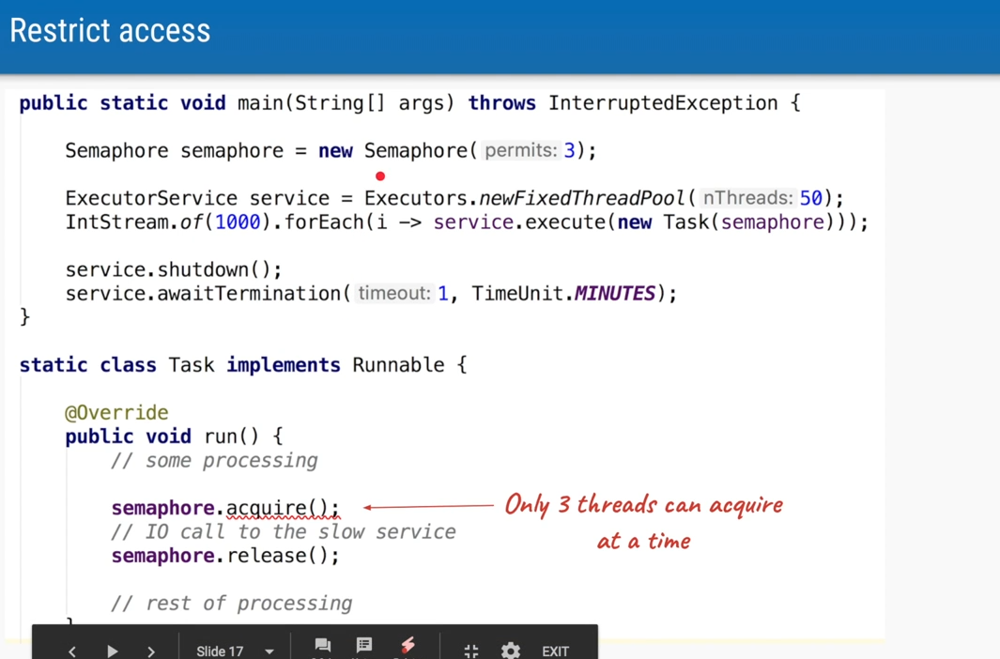 Restrict access
public static void main(String[] args) throws InterruptedException {
Semaphore semaphore = new Semaphore( permits: 3);
ExecutorService service = Executors.newFixedThreadPool( nThreads: 50);
IntStream.of(1000).forEach(i -> service.execute(new Task(semaphore)));
service.shutdown();
service.awaitTermination( timeout: 1, TimeUnit.MINUTES);
}
static class Task implements Runnable {
@Override
public void run() {
// some processing
semaphore.acquire();
Only 3 threads can acquire
at a time
// IO call to the slow service
semaphore.release();
// rest of processing
Slide 17
EXIT